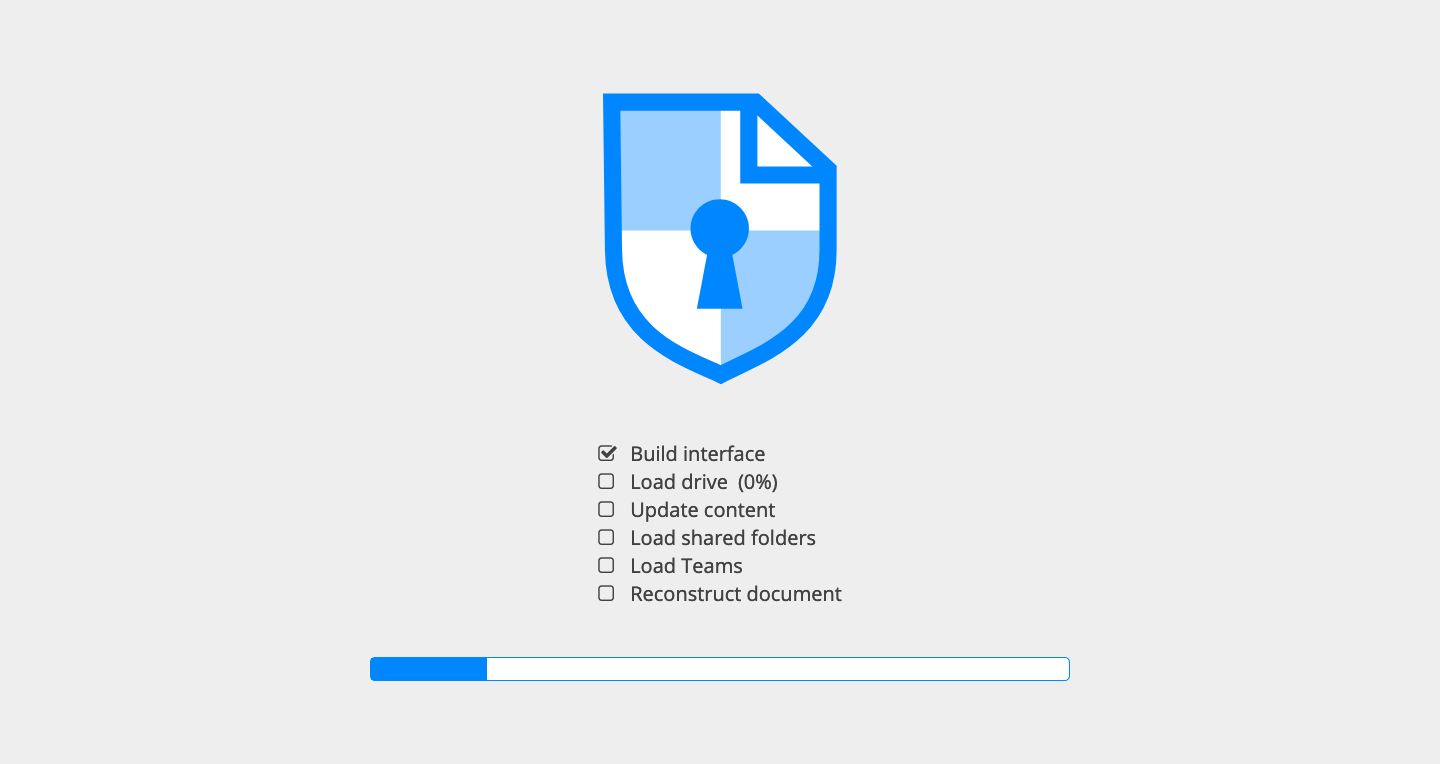 Build interface
Load drive (0%)
Update content
Load shared folders
Load Teams
Reconstruct document